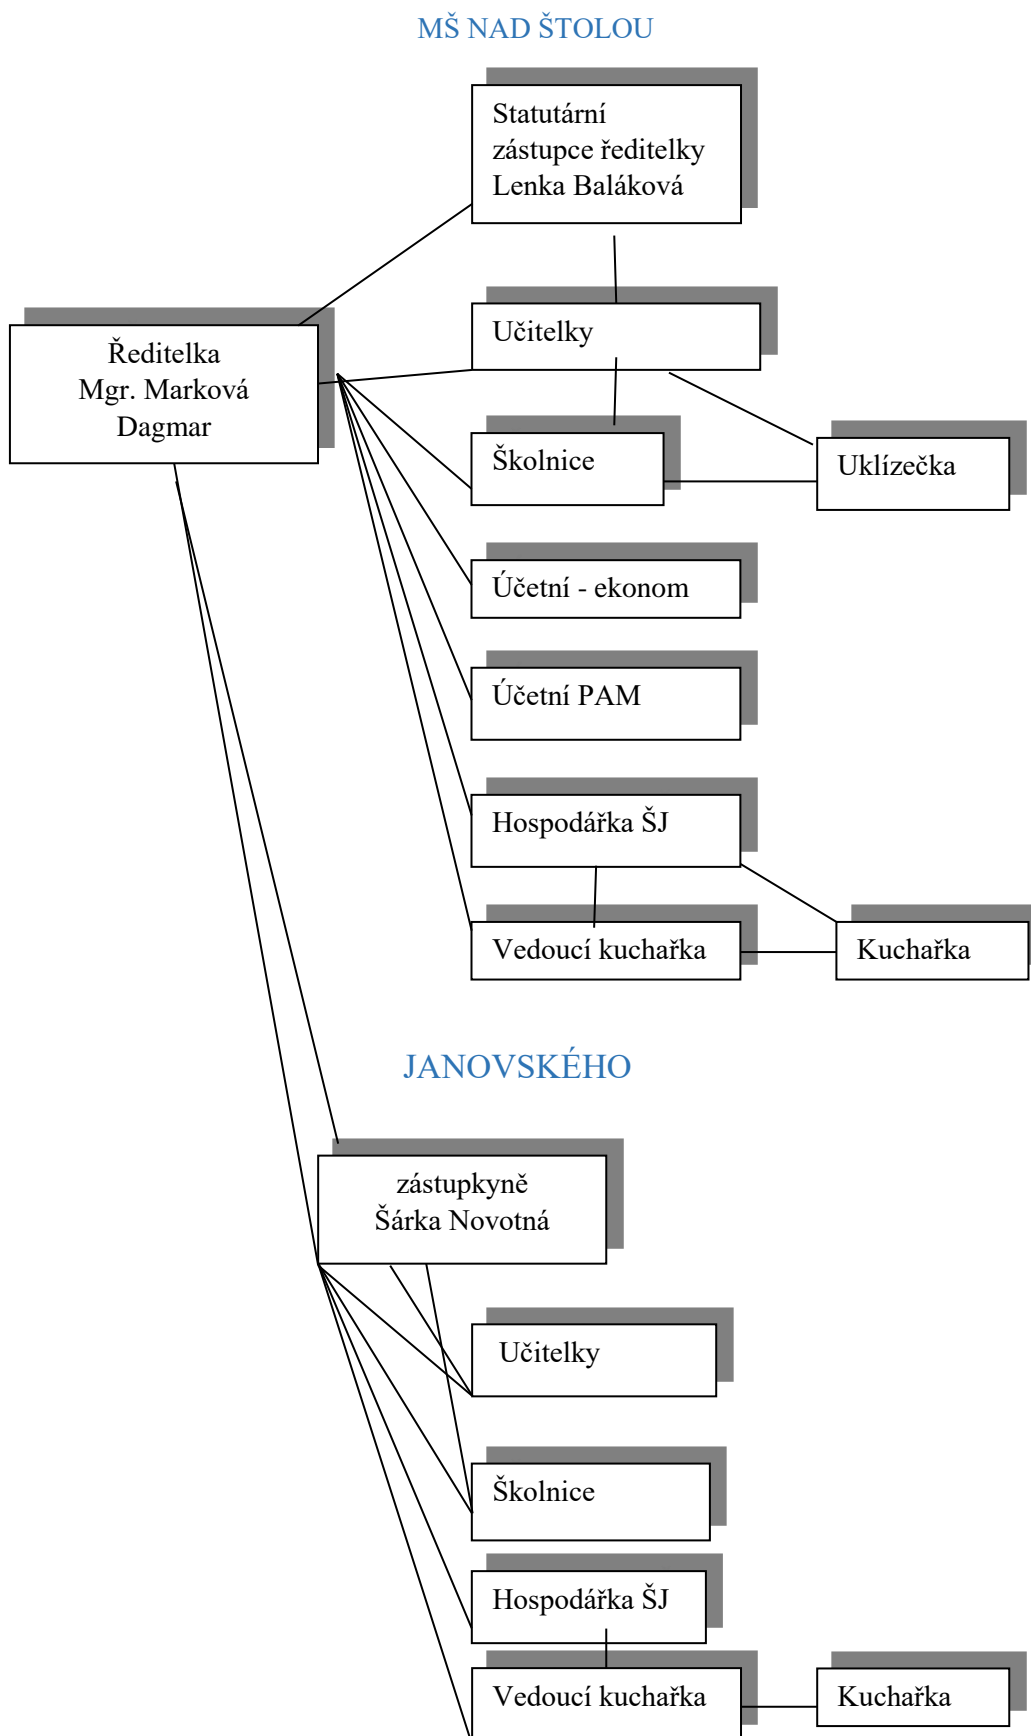 MŠ NAD ŠTOLOU
Statutární
zástupce ředitelky
Lenka Baláková
Ředitelka
Mgr. Marková
Dagmar
Učitelky
Školnice
Uklízečka
Účetní - ekonom
Účetní PAM
Hospodářka ŠJ
Vedoucí kuchařka
Kuchařka
JANOVSKÉHO
zástupkyně
Šárka Novotná
Učitelky
Školnice
Hospodářka ŠJ
Vedoucí kuchařka
Kuchařka